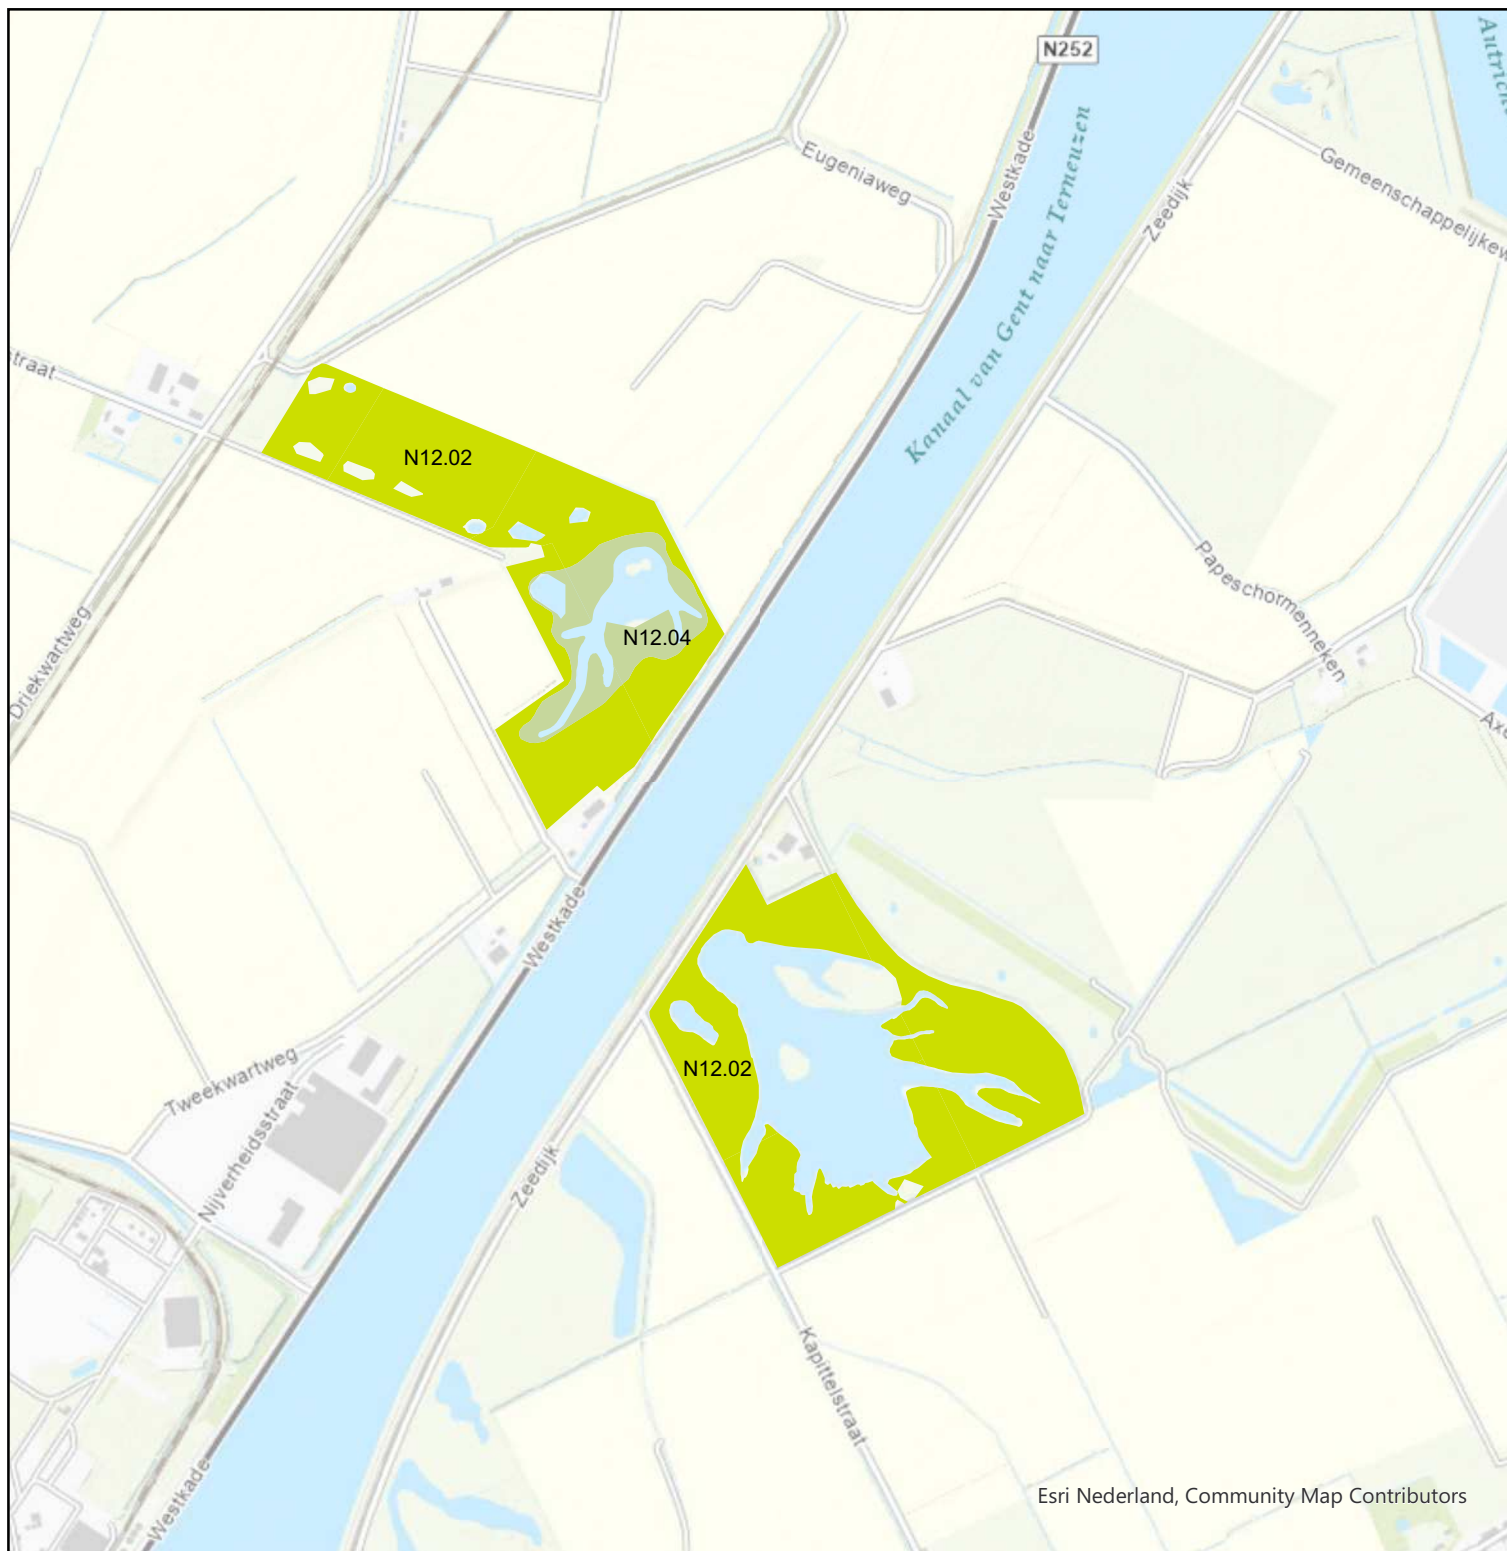 N252
Westkade
Kanaal van Gent naar Terneuzen
Zeedijk
Eugeniaweg
Gemeenschappelijkew
straat
N12.02
N12.04
Driekwartweg
Papeschormenneken
Westkade
N12.02
Tweekwartweg
Nijverheidsstraat
Zeedijk
Kapittelstraat
Westkade
Esri Nederland, Community Map Contributors